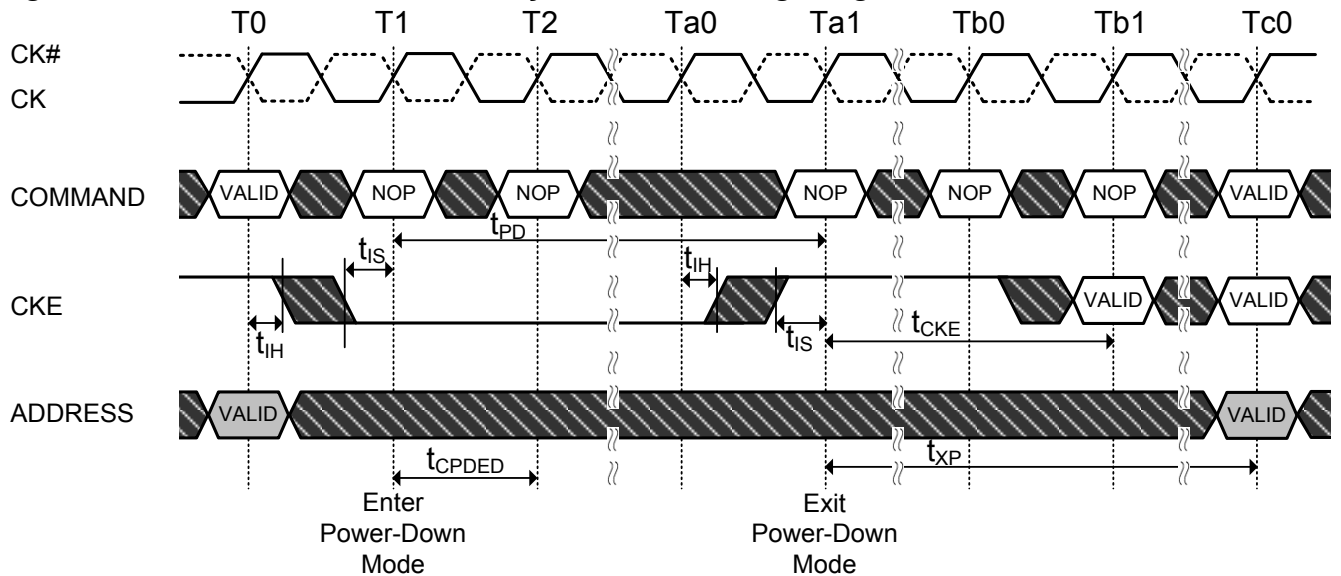 T0 T1 T2 Ta0 Ta1 Tb0 Tb1 Tc0
CK#
CK
COMMAND VALID NOP NOP NOP NOP NOP VALID
tPD
tIS tIH
CKE VALID VALID
tIH tIS tCKE
ADDRESS VALID VALID
tCPDED tXP
Enter
Power-Down
Mode
Exit
Power-Down
Mode